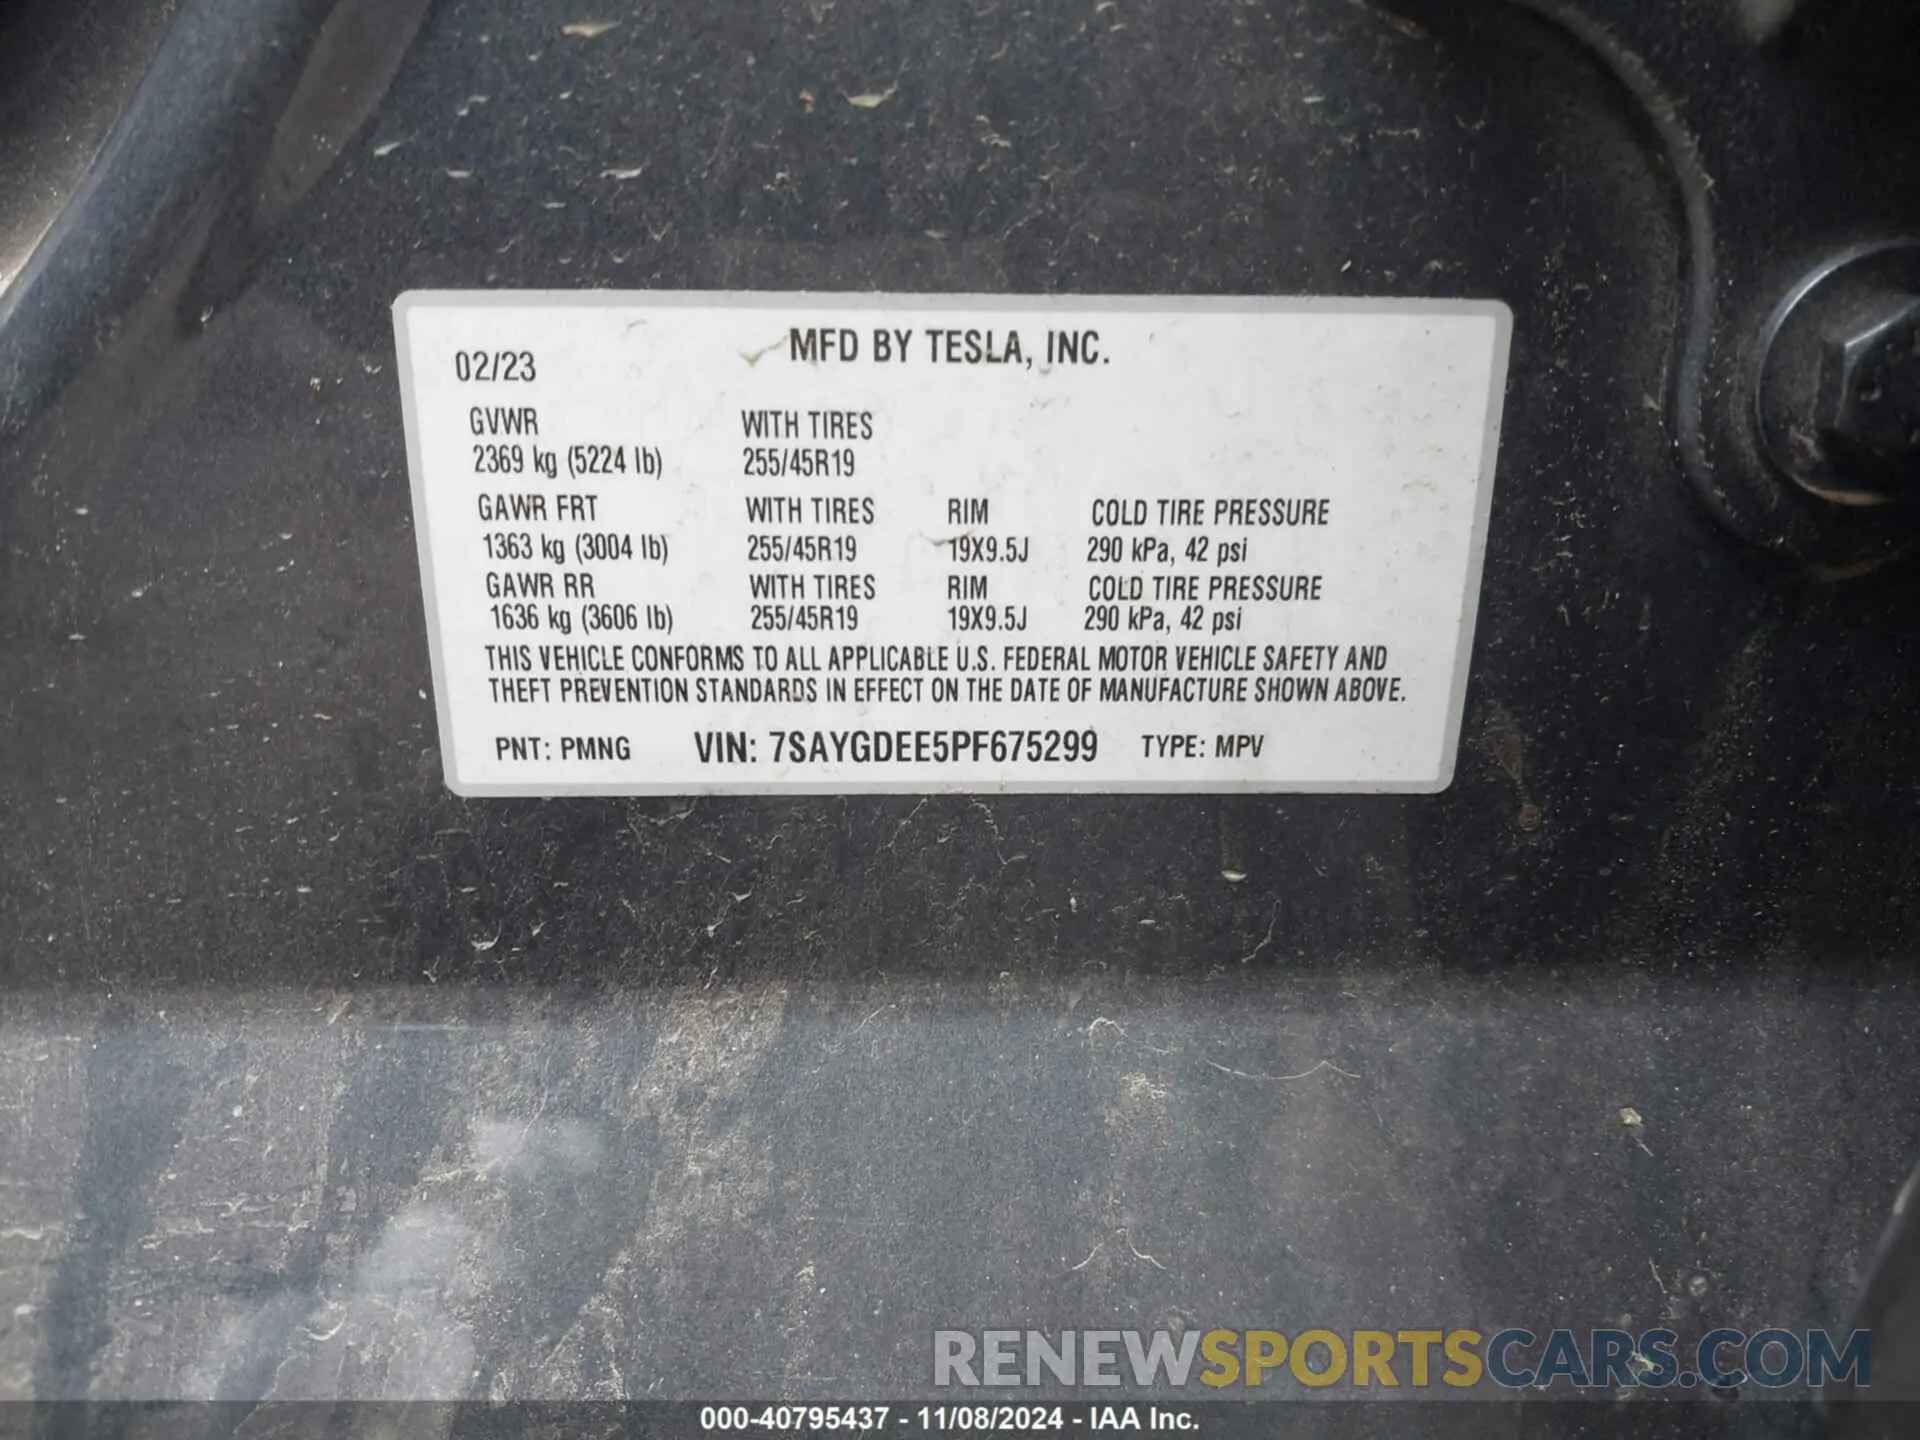 MFD BY TESLA, INC.
02/23
GVWR WITH TIRES
2369 kg (5224 lb) 255/45R19
GAWR FRT WITH TIRES RIM COLD TIRE PRESSURE
1363 kg (3004 lb) 255/45R19 19X9.5J 290 kPa, 42 psi
GAWR RR WITH TIRES RIM COLD TIRE PRESSURE
1636 kg (3606 lb) 255/45R19 19X9.5J 290 kPa, 42 psi
THIS VEHICLE CONFORMS TO ALL APPLICABLE U.S. FEDERAL MOTOR VEHICLE SAFETY AND
THEFT PREVENTION STANDARDS IN EFFECT ON THE DATE OF MANUFACTURE SHOWN ABOVE.
PNT: PMNG VIN: 7SAYGDEE5PF675299 TYPE: MPV
RENEWSPORTSCARS.COM
000-40795437 - 11/08/2024 - IAA Inc.